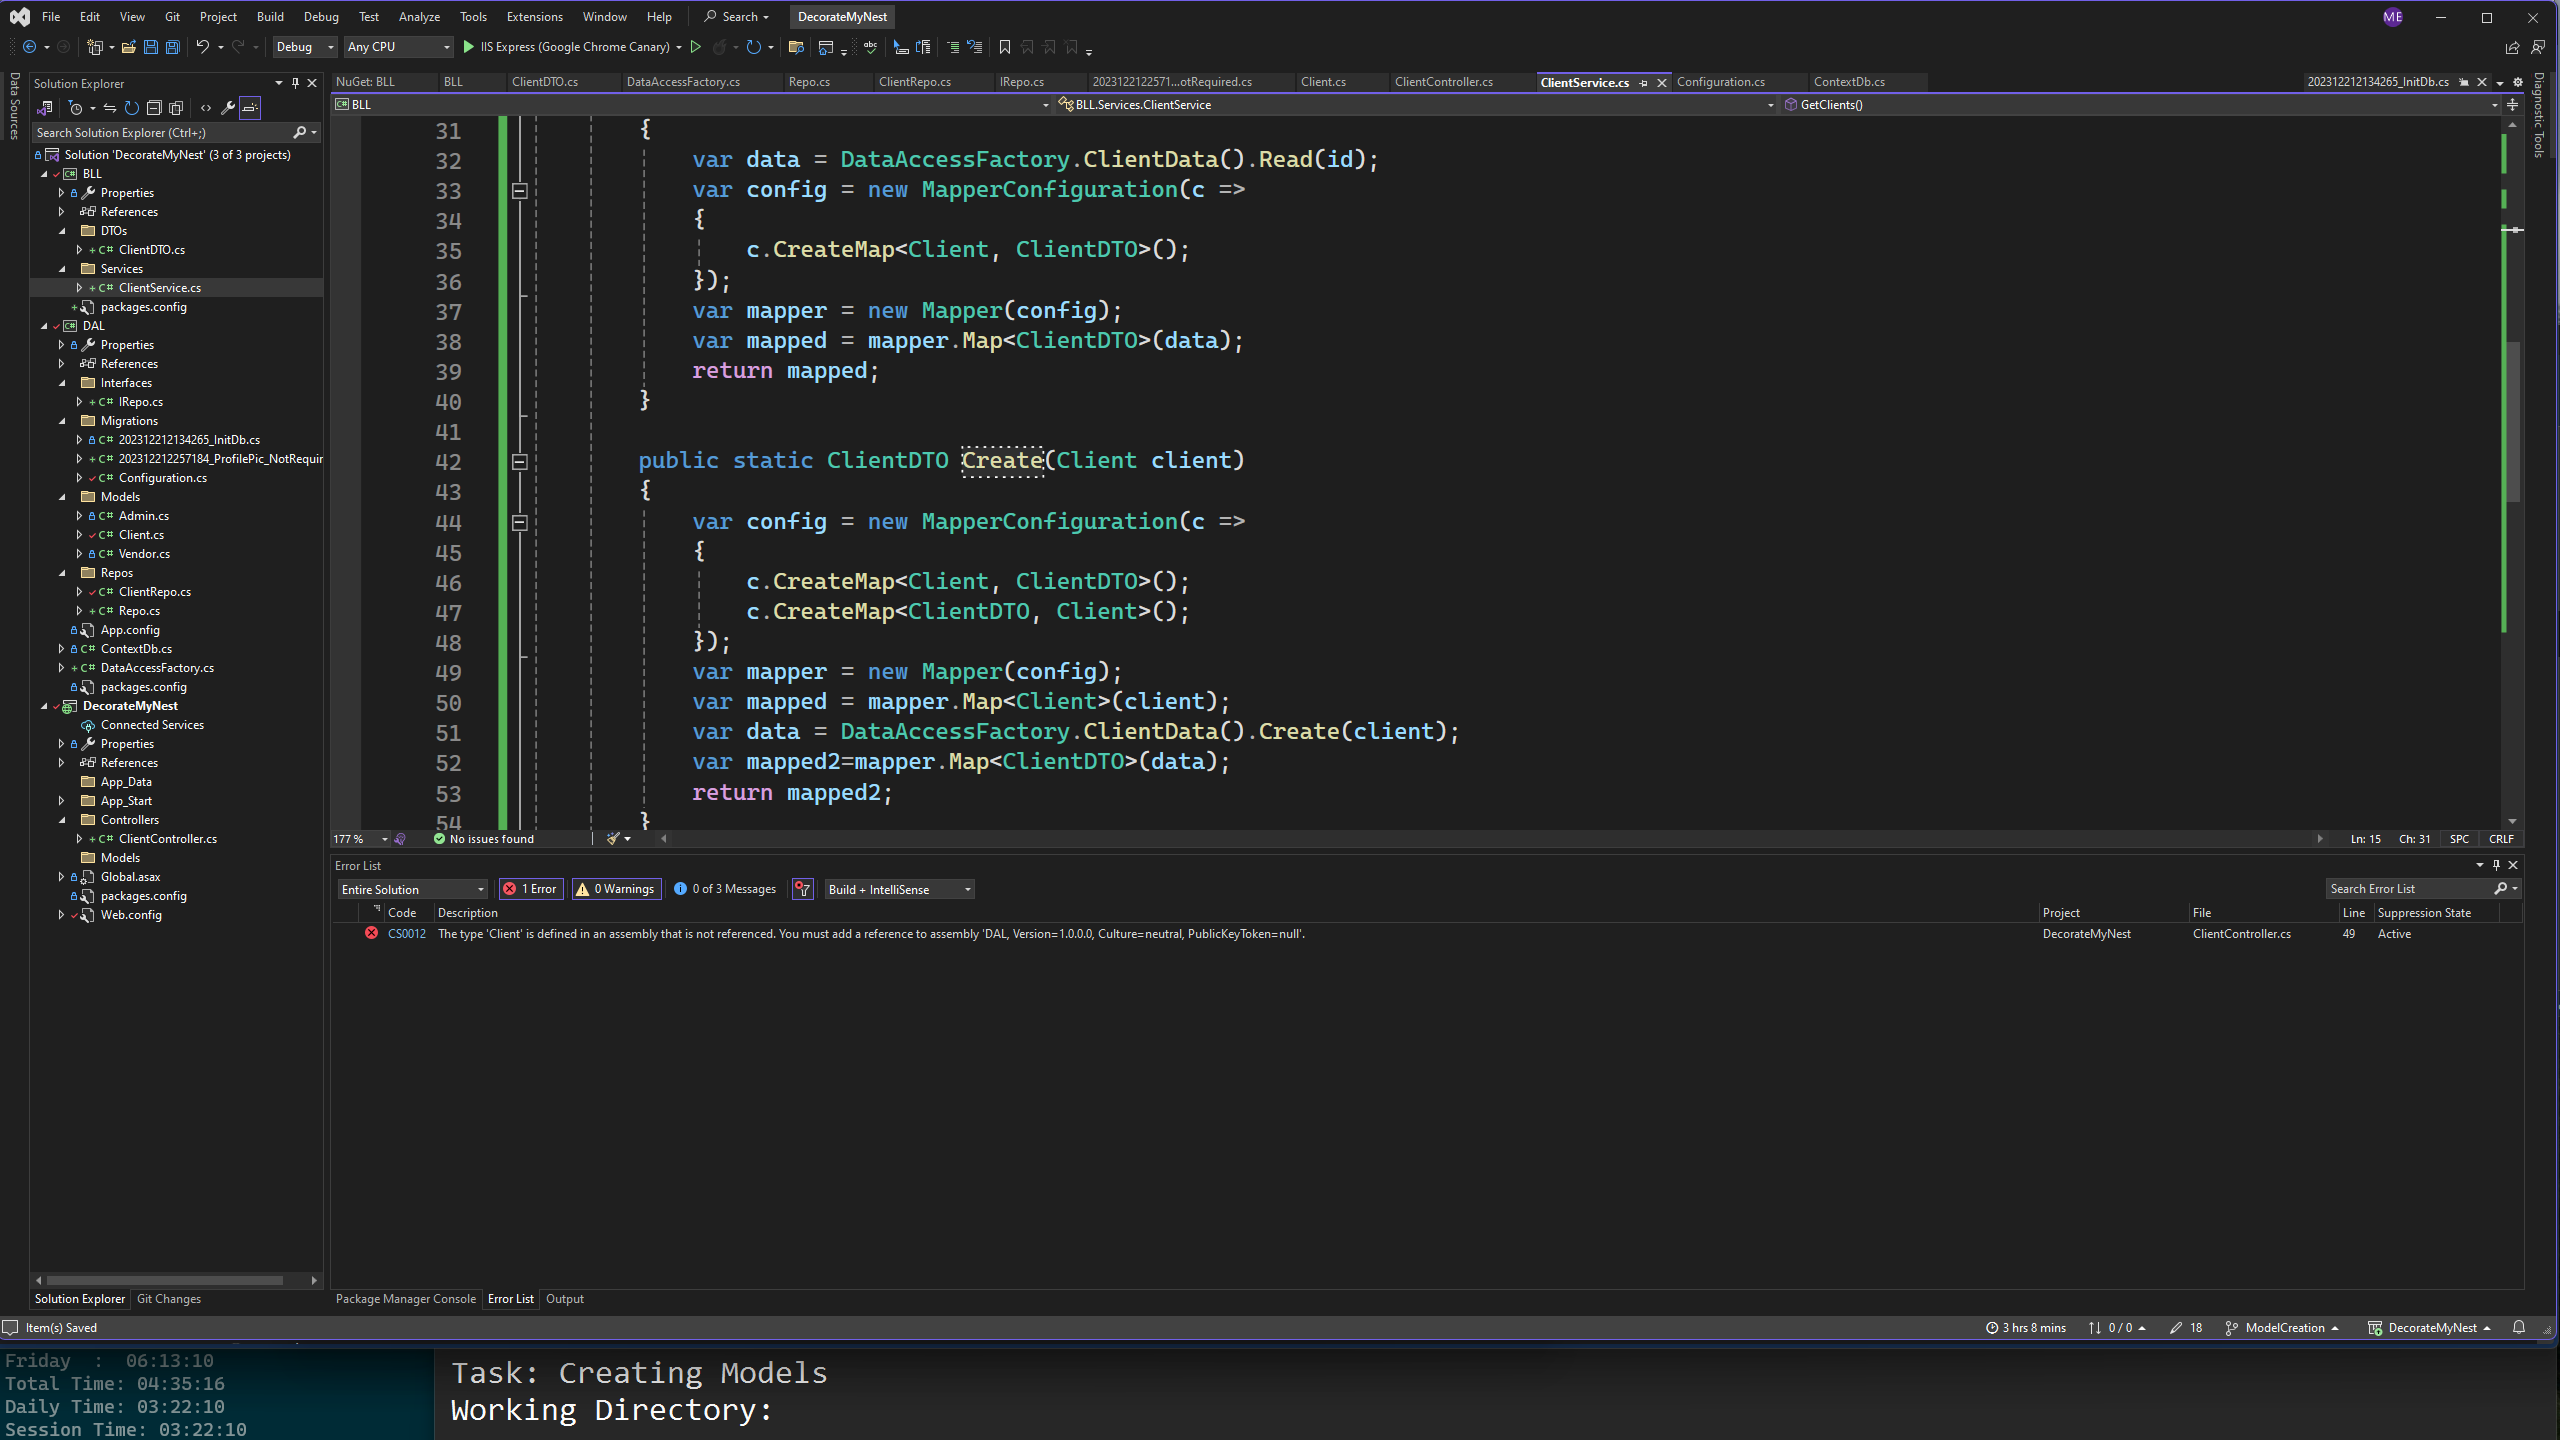 File Edit View Git Project Build Debug Test Analyze Tools Extensions Window Help Search DecorateMyNest ME
Debug Any CPU IIS Express (Google Chrome Canary)
Data Sources
Solution Explorer
Search Solution Explorer (Ctrl+;)
Solution 'DecorateMyNest' (3 of 3 projects)
BLL
Properties
References
DTOs
C# ClientDTO.cs
Services
C# ClientService.cs
packages.config
DAL
Properties
References
Interfaces
C# IRepo.cs
Migrations
C# 202312212134265_InitDb.cs
C# 202312212257184_ProfilePic_NotRequir
C# Configuration.cs
Models
C# Admin.cs
C# Client.cs
C# Vendor.cs
Repos
C# ClientRepo.cs
C# Repo.cs
App.config
C# ContextDb.cs
C# DataAccessFactory.cs
packages.config
DecorateMyNest
Connected Services
Properties
References
App_Data
App_Start
Controllers
C# ClientController.cs
Models
Global.asax
packages.config
Web.config
Solution Explorer Git Changes
NuGet: BLL BLL ClientDTO.cs DataAccessFactory.cs Repo.cs ClientRepo.cs IRepo.cs 2023122122571...otRequired.cs Client.cs ClientController.cs ClientService.cs Configuration.cs ContextDb.cs 202312212134265_InitDb.cs
BLL BLL.Services.ClientService GetClients()
31 {
32 var data = DataAccessFactory.ClientData().Read(id);
33 var config = new MapperConfiguration(c =>
34 {
35 c.CreateMap<Client, ClientDTO>();
36 });
37 var mapper = new Mapper(config);
38 var mapped = mapper.Map<ClientDTO>(data);
39 return mapped;
40 }
41
42 public static ClientDTO Create(Client client)
43 {
44 var config = new MapperConfiguration(c =>
45 {
46 c.CreateMap<Client, ClientDTO>();
47 c.CreateMap<ClientDTO, Client>();
48 });
49 var mapper = new Mapper(config);
50 var mapped = mapper.Map<Client>(client);
51 var data = DataAccessFactory.ClientData().Create(client);
52 var mapped2=mapper.Map<ClientDTO>(data);
53 return mapped2;
54 }
177 % No issues found Ln: 15 Ch: 31 SPC CRLF
Diagnostic Tools
Error List
Entire Solution 1 Error 0 Warnings 0 of 3 Messages Build + IntelliSense Search Error List
Code Description Project File Line Suppression State
CS0012 The type 'Client' is defined in an assembly that is not referenced. You must add a reference to assembly 'DAL, Version=1.0.0.0, Culture=neutral, PublicKeyToken=null'. DecorateMyNest ClientController.cs 49 Active
Package Manager Console Error List Output
Item(s) Saved 3 hrs 8 mins 0 / 0 18 ModelCreation DecorateMyNest
Friday : 06:13:10
Total Time: 04:35:16
Daily Time: 03:22:10
Session Time: 03:22:10
Task: Creating Models
Working Directory: